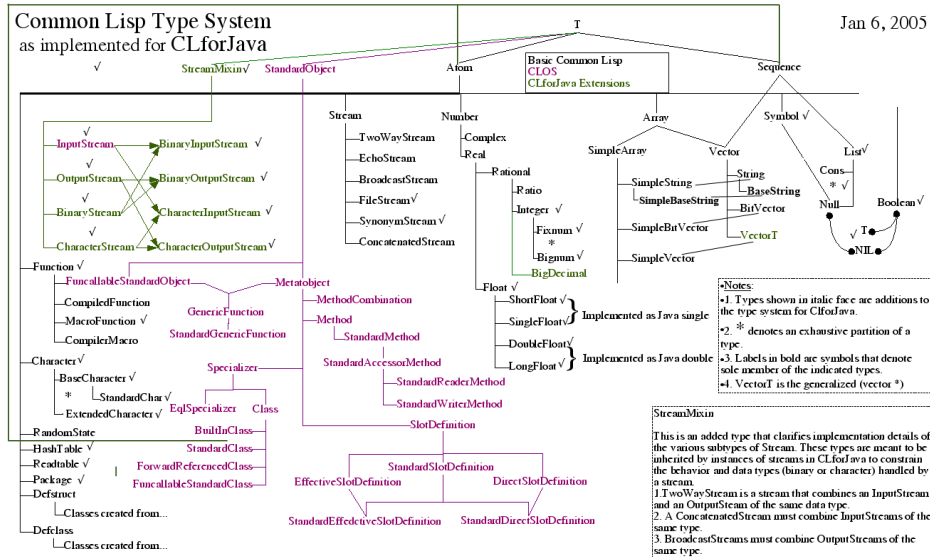 Common Lisp Type System
as implemented for CLforJava
Jan 6, 2005
T
√
StreamMixin √
StandardObject
Atom
Sequence
Basic Common Lisp
CLOS
CLforJava Extensions
Stream
TwoWayStream
EchoStream
BroadcastStream
FileStream √
SynonymStream √
ConcatenatedStream
Number
Complex
Real
Rational
Ratio
Integer √
Fixnum √
*
Bignum √
BigDecimal
Float √
ShortFloat √
SingleFloat √
} Implemented as Java single
DoubleFloat √
LongFloat √
} Implemented as Java double
Array
SimpleArray
SimpleString
SimpleBaseString
SimpleBitVector
SimpleVector
Vector
String
BaseString
BitVector
VectorT
Symbol √
List √
Cons
* √
Null
Boolean √
√ T
√ NIL
√
InputStream
BinaryInputStream √
√
OutputStream
BinaryOutputStream √
√
BinaryStream
CharacterInputStream √
√
CharacterStream
CharacterOutputStream √
Function √
FuncallableStandardObject
CompiledFunction
MacroFunction √
CompilerMacro
Metatobject
GenericFunction
StandardGenericFunction
MethodCombination
Method
StandardMethod
StandardAccessorMethod
StandardReaderMethod
StandardWriterMethod
Character √
BaseCharacter √
*
StandardChar √
ExtendedCharacter √
Specializer
EqlSpecializer
Class
BuiltInClass
StandardClass
ForwardReferencedClass
FuncallableStandardClass
SlotDefinition
StandardSlotDefinition
EffectiveSlotDefinition
DirectSlotDefinition
StandardEffedctiveSlotDefinition
StandardDirectSlotDefinition
RandomState
HashTable √
Readtable √
Package √
Defstruct
Classes created from...
Defclass
Classes created from...
•Notes:
•1. Types shown in italic face are additions to
the type system for ClforJava.
•2. * denotes an exhaustive partition of a
type.
•3. Labels in bold are symbols that denote
sole member of the indicated types.
•4. VectorT is the generalized (vector *)
StreamMixin
This is an added type that clarifies implementation details of
the various subtypes of Stream. These types are meant to be
inherited by instances of streams in CLforJava to constrain
the behavior and data types (binary or character) handled by
a stream.
1.TwoWayStream is a stream that combines an InputStream
and an OutputStream of the same data type.
2. A ConcatenatedStream must combine InputStreams of the
same type.
3. BroadcastStreams must combine OutputStreams of the
same type.